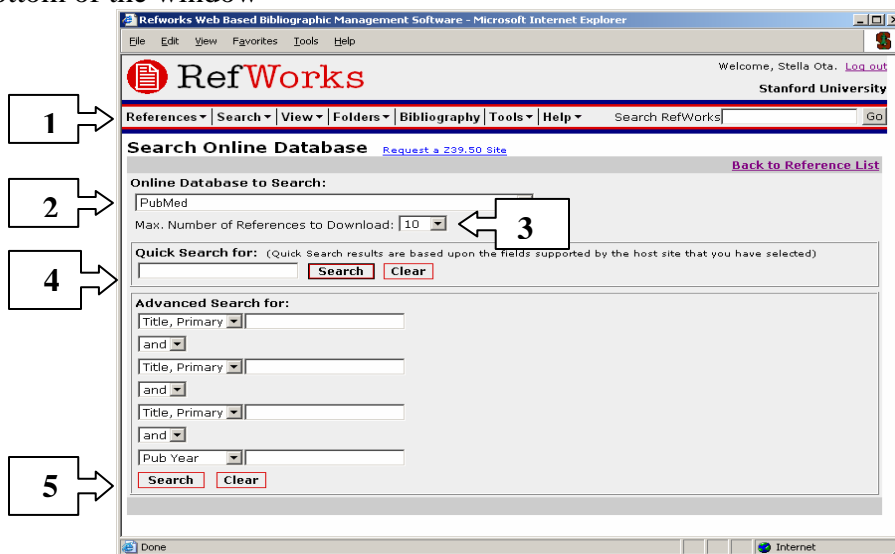 ottom of the window
Refworks Web Based Bibliographic Management Software - Microsoft Internet Explorer
File Edit View Favorites Tools Help
RefWorks
Welcome, Stella Ota. Log out
Stanford University
1
References Search View Folders Bibliography Tools Help Search RefWorks Go
Search Online Database Request a Z39.50 Site
Back to Reference List
Online Database to Search:
2
PubMed
Max. Number of References to Download: 10
3
Quick Search for: (Quick Search results are based upon the fields supported by the host site that you have selected)
4
Search Clear
Advanced Search for:
Title, Primary
and
Title, Primary
and
Title, Primary
and
Pub Year
5
Search Clear
Done Internet